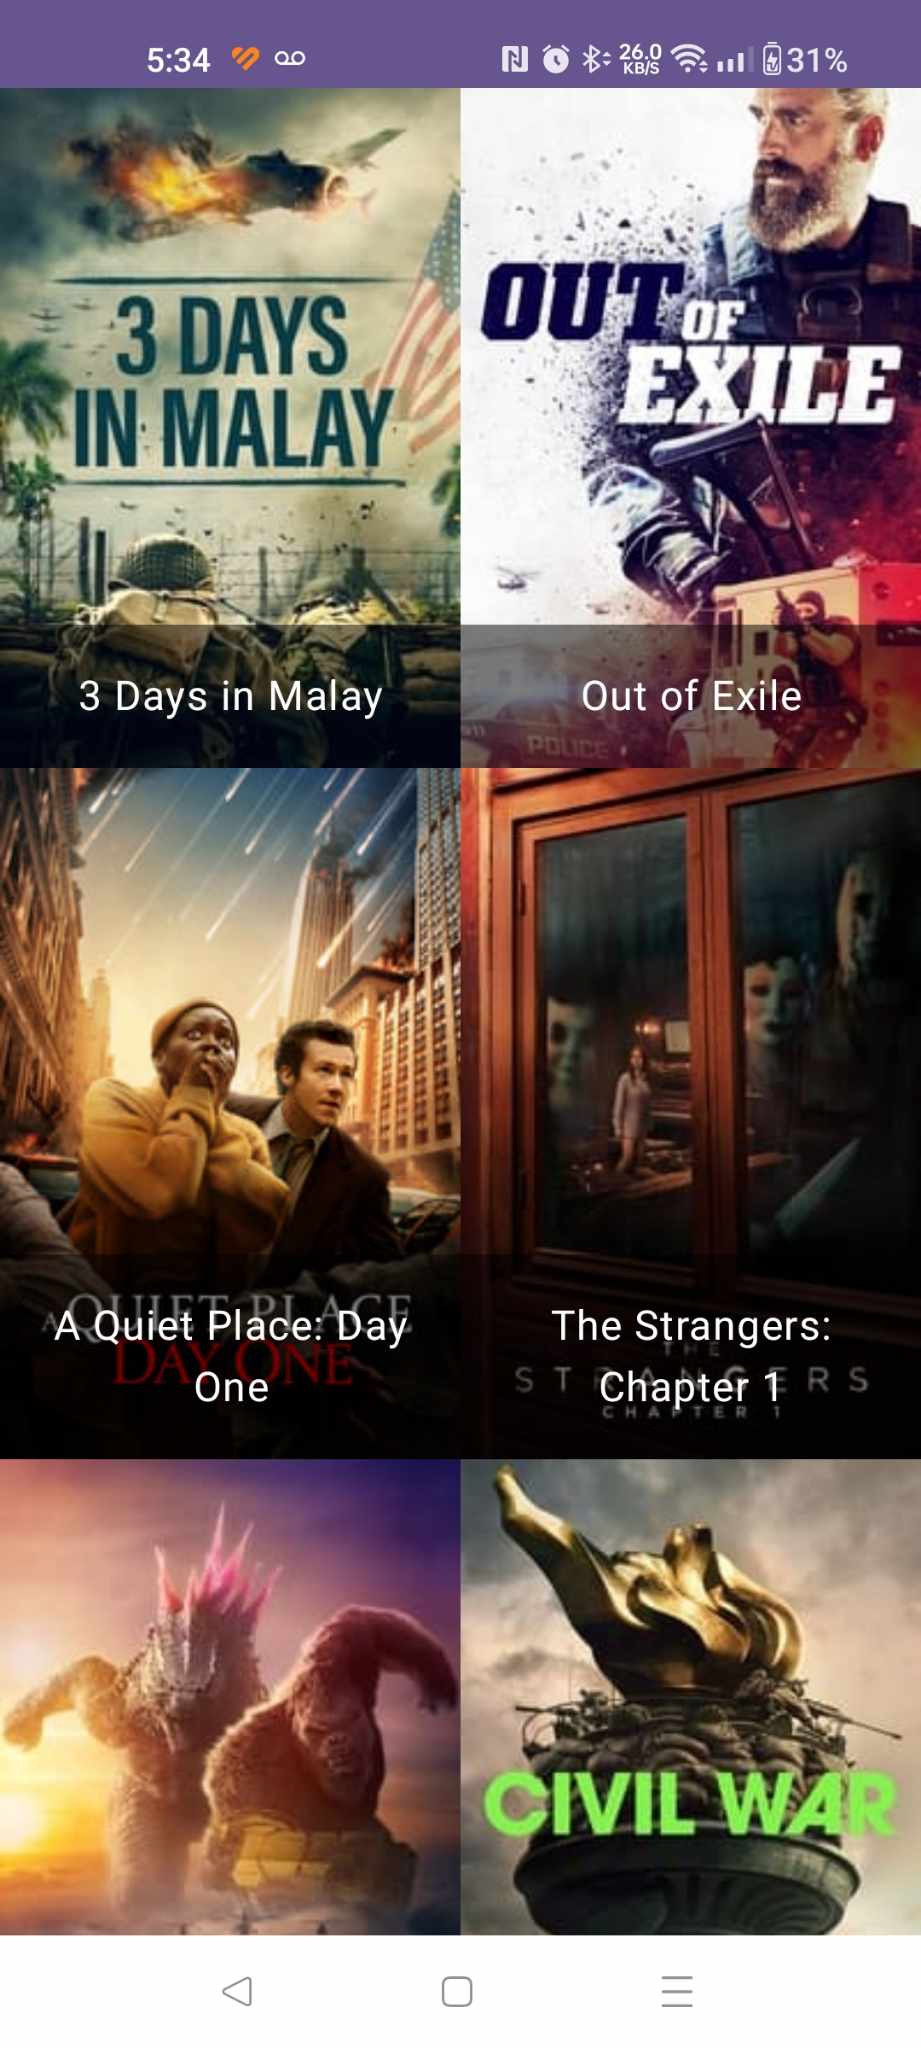 5:34
26.0
KB/S
31%
3 DAYS
IN MALAY
3 Days in Malay
OUT OF
EXILE
911
POLICE
Out of Exile
A QUIET PLACE
DAY ONE
A Quiet Place: Day
One
THE
STRANGERS
CHAPTER 1
The Strangers:
Chapter 1
CIVIL WAR